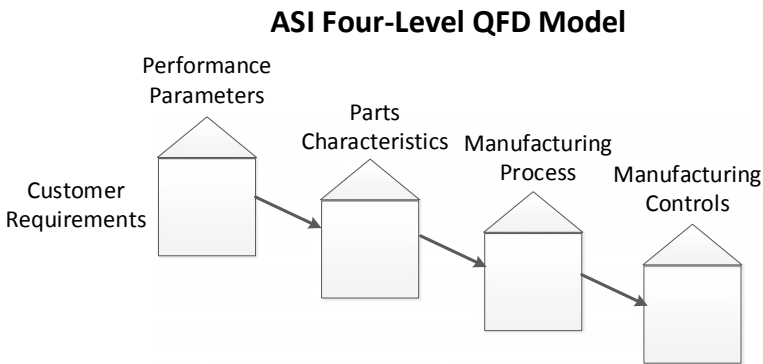 ASI Four-Level QFD Model
Performance
Parameters
Parts
Characteristics
Manufacturing
Process
Manufacturing
Controls
Customer
Requirements